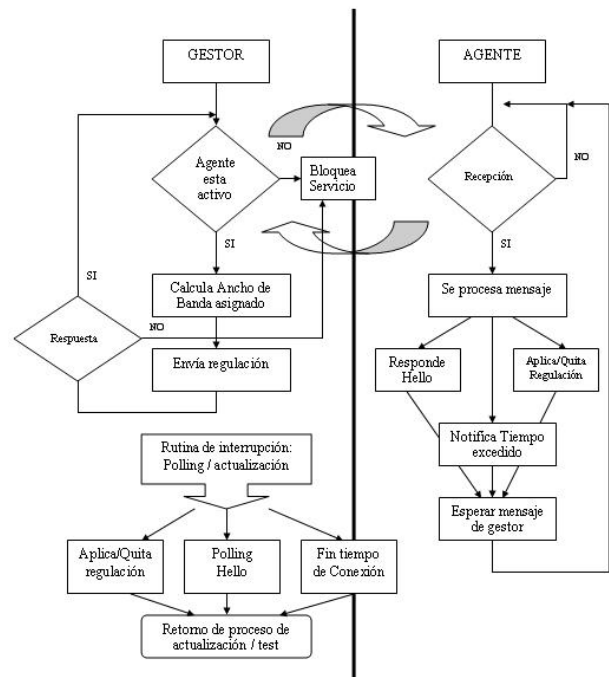 GESTOR
NO
Agente
esta
activo
Bloquea
Servicio
SI
Calcula Ancho de
Banda asignado
SI
Respuesta
NO
Envía regulación
Rutina de interrupción:
Polling / actualización
Aplica/Quita
regulación
Polling
Hello
Fin tiempo
de Conexión
Retorno de proceso de
actualización / test
AGENTE
Recepción
NO
SI
Se procesa mensaje
Responde
Hello
Aplica/Quita
Regulación
Notifica Tiempo
excedido
Esperar mensaje
de gestor